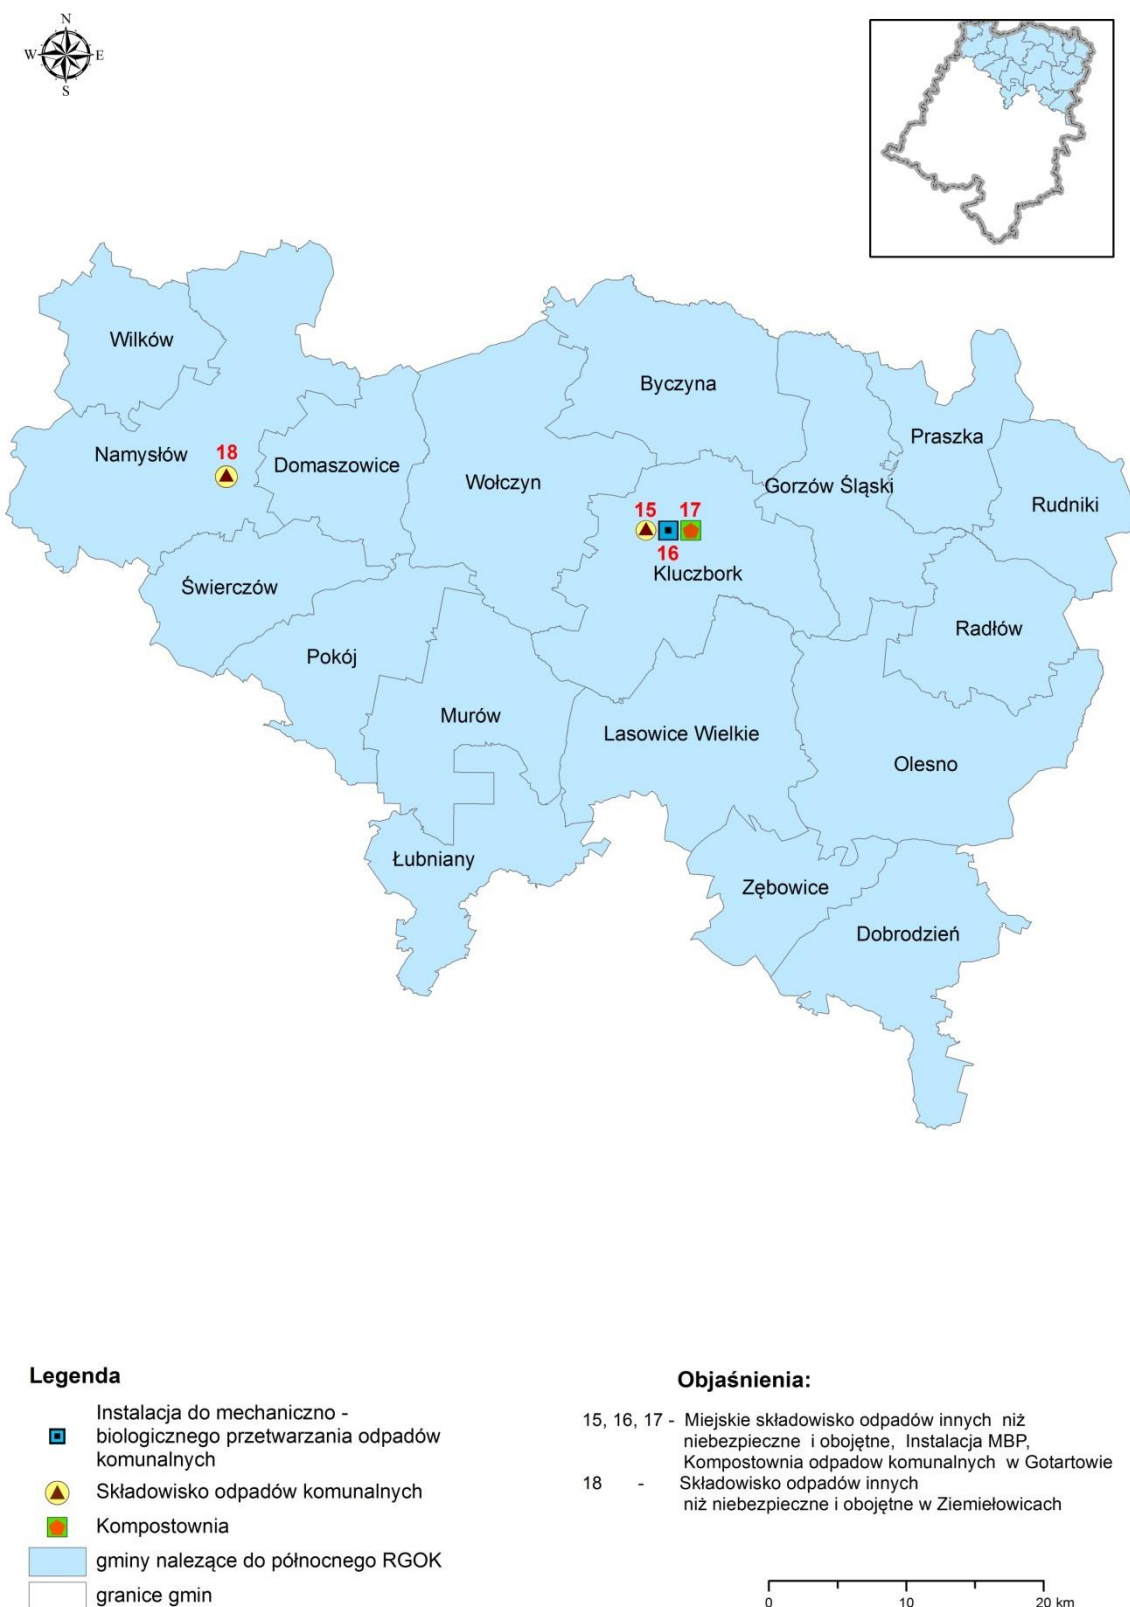 N
W E
S
Wilków
Byczyna
Praszka
18
Namysłów
Domaszowice
Wołczyn
Gorzów Śląski
Rudniki
15 17
16
Kluczbork
Świerczów
Radłów
Pokój
Murów
Lasowice Wielkie
Olesno
Łubniany
Zębowice
Dobrodzień
Legenda
Instalacja do mechaniczno -
biologicznego przetwarzania odpadów
komunalnych
Składowisko odpadów komunalnych
Kompostownia
gminy nalezące do północnego RGOK
granice gmin
Objaśnienia:
15, 16, 17 - Miejskie składowisko odpadów innych niż
niebezpieczne i obojętne, Instalacja MBP,
Kompostownia odpadow komunalnych w Gotartowie
18 - Składowisko odpadów innych
niż niebezpieczne i obojętne w Ziemiełowicach
0 10 20 km